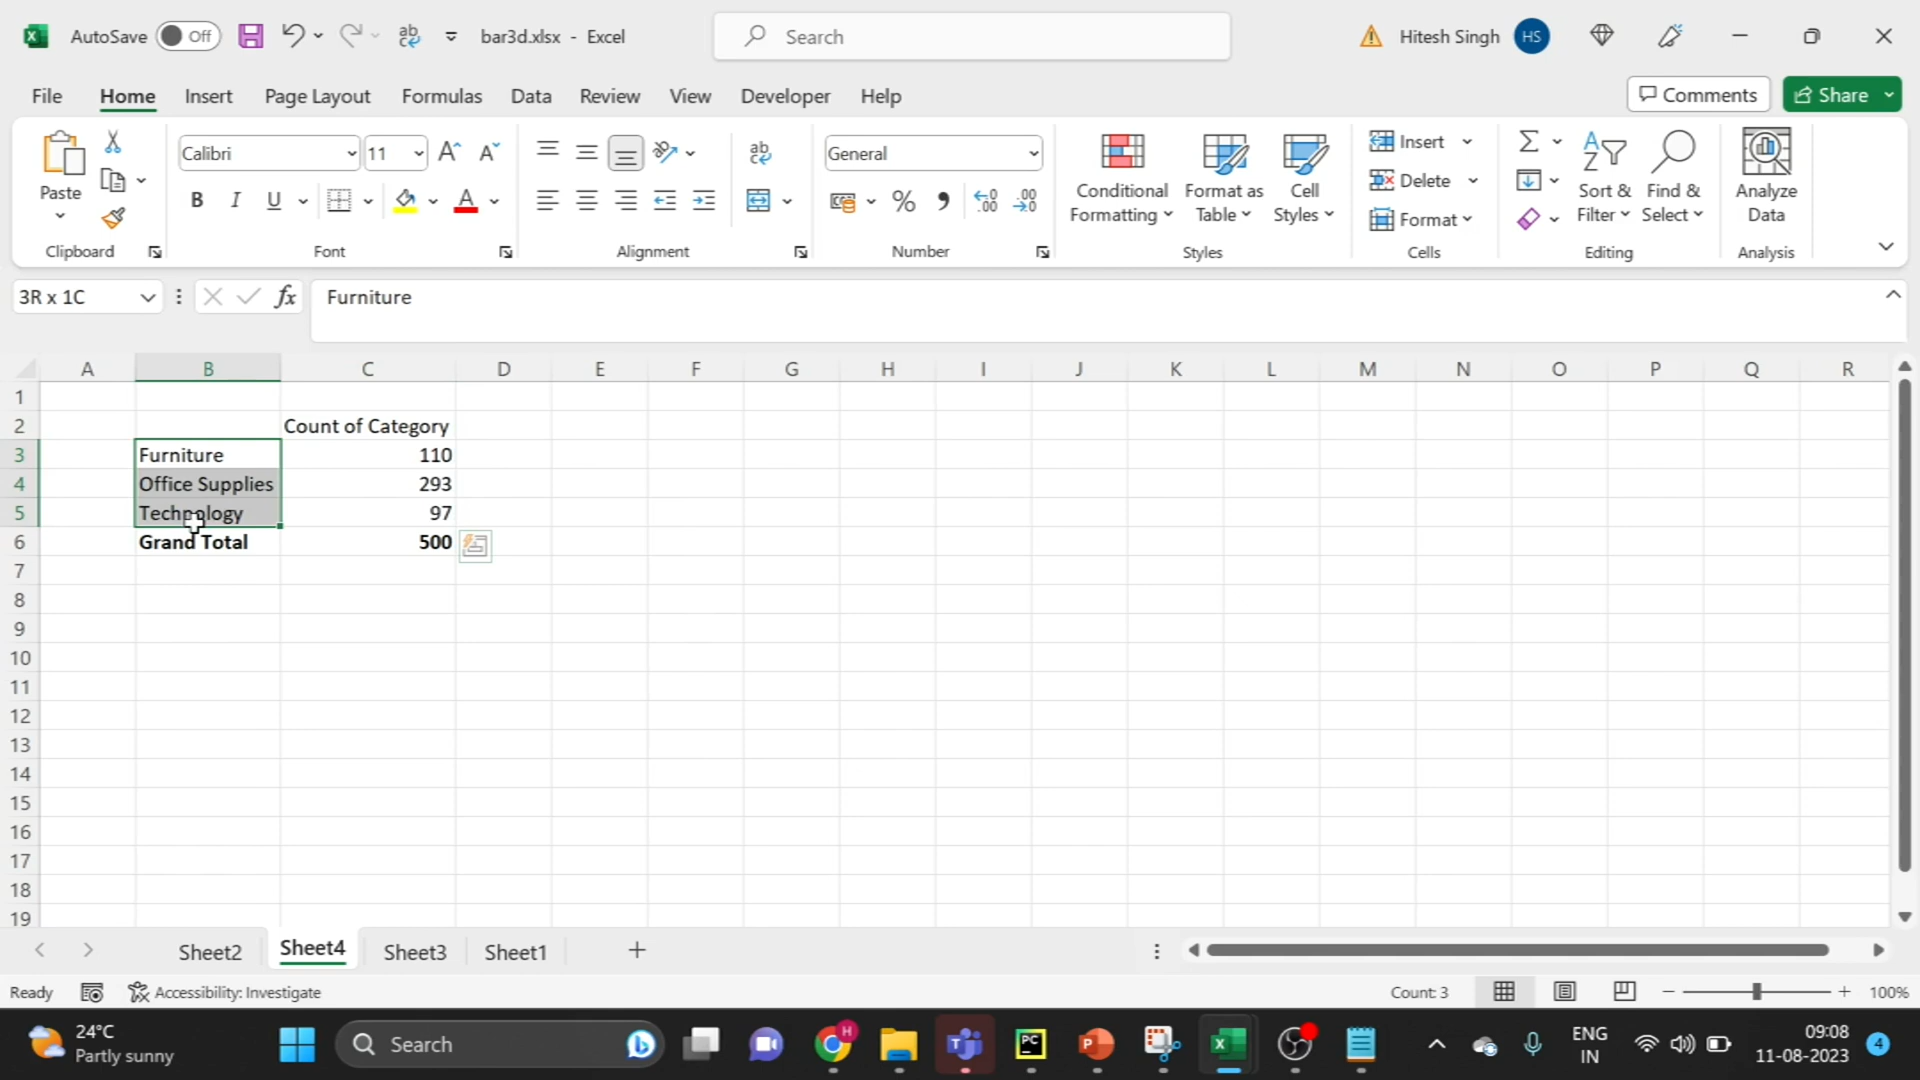 AutoSave Off bar3d.xlsx - Excel Search Hitesh Singh HS
File Home Insert Page Layout Formulas Data Review View Developer Help Comments Share
Paste
Clipboard
Calibri 11
B I U
Font
ab
Alignment
General
% , .00
Number
Conditional Formatting
Format as Table
Cell Styles
Styles
Insert
Delete
Format
Cells
Sort & Filter
Find & Select
Editing
Analyze Data
Analysis
3R x 1C fx Furniture
A B C D E F G H I J K L M N O P Q R
1
2 Count of Category
3 Furniture 110
4 Office Supplies 293
5 Technology 97
6 Grand Total 500
7
8
9
10
11
12
13
14
15
16
17
18
19
Sheet2 Sheet4 Sheet3 Sheet1 +
Ready Accessibility: Investigate Count: 3 100%
24°C
Partly sunny
Search
ENG
IN
09:08
11-08-2023
4